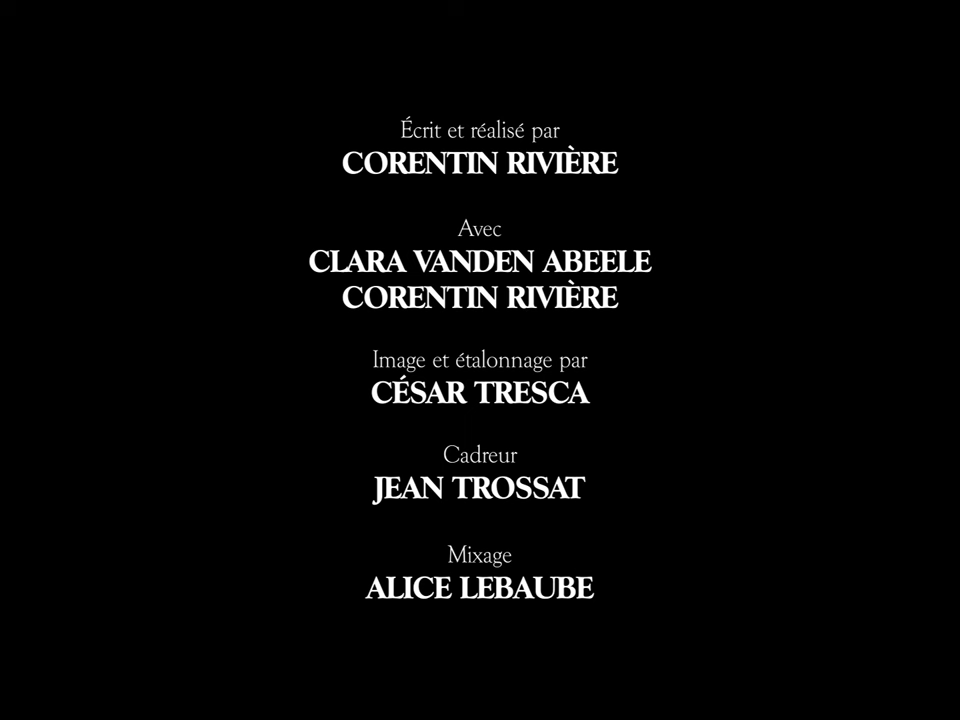 Écrit et réalisé par
CORENTIN RIVIÈRE
Avec
CLARA VANDEN ABEELE
CORENTIN RIVIÈRE
Image et étalonnage par
CÉSAR TRESCA
Cadreur
JEAN TROSSAT
Mixage
ALICE LEBAUBE